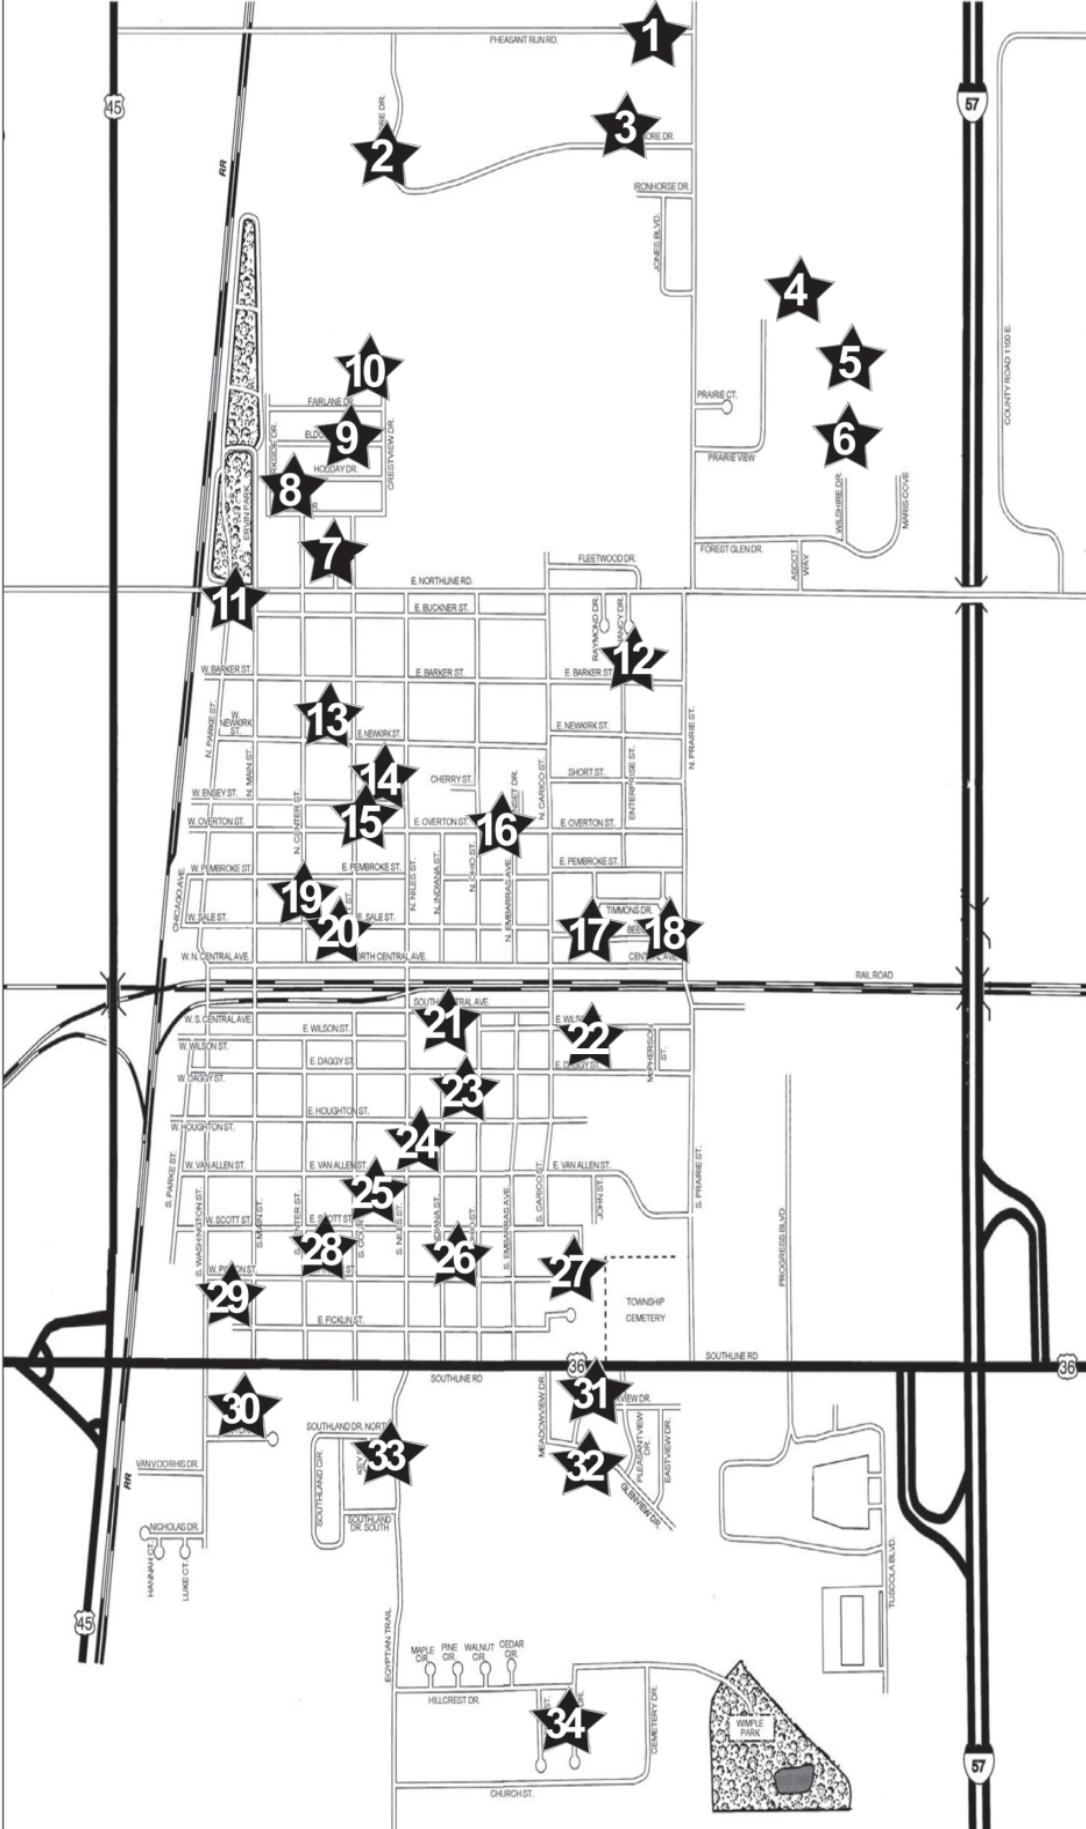 1
PHEASANT RUN RD.
45
57
3
2
RR
IRONHORSE DR.
JONES BLVD.
4
5
10
COUNTY ROAD 1100 E.
PRAIRIE CT.
FAIRLANE DR.
9
6
CRESTVIEW DR.
PRAIRIE VIEW
HOLIDAY DR.
8
ERVIN PARK
WILSHIRE DR.
MARIS COVE
7
FOREST GLEN DR.
ASCOT
WAY
FLEETWOOD DR.
E. NORTHLINE RD.
11
E. BUCKNER ST.
RAYMOND DR.
NANCY DR.
12
W. BARKER ST.
E. BARKER ST.
E. BARKER ST
13
N. PARKE ST.
W.
NEWKIRK
ST.
E. NEWKIRK ST.
E. NEWKIRK ST.
N. PRAIRIE ST.
N. MAIN ST.
14
CHERRY ST.
SHORT ST.
N. CARICO ST.
ENTERPRISE ST.
W. ENSEY ST.
N. CENTER ST.
15
W. OVERTON ST.
E. OVERTON ST.
16
E. OVERTON ST.
W. PEMBROKE ST.
E. PEMBROKE ST.
E. PEMBROKE ST.
N. NILES ST.
N. INDIANA ST.
N. OHIO ST.
N. EMBARRAS AVE.
CHICAGO AVE.
19
W. SALE ST.
E. SALE ST.
20
TIMMONS DR.
17
18
W. N. CENTRAL AVE.
RAIL ROAD
W. S. CENTRAL AVE.
21
E. WILSON ST.
22
W. WILSON ST.
E. DAGGY ST.
McPHERSON
ST.
W. DAGGY ST.
23
E. HOUGHTON ST.
W. HOUGHTON ST.
24
W. VAN ALLEN ST.
E. VAN ALLEN ST.
E. VAN ALLEN ST.
S. PARKE ST.
25
S. CARICO ST.
JOHN ST.
S. PRAIRIE ST.
S. WASHINGTON ST.
S. MAIN ST.
W. SCOTT ST.
S. NILES ST.
S. EMBARRAS AVE.
PROGRESS BLVD.
28
26
27
29
TOWNSHIP
CEMETERY
E. FICKLIN ST.
SOUTHLINE RD
36
36
SOUTHLINE RD
30
31
MEADOWVIEW DR.
SOUTHLAND DR. NORTH
33
PLEASANTVIEW
DR.
EASTVIEW DR.
VANVOORHIS DR.
32
SOUTHLAND CIR.
RR
GLENVIEW DR.
SOUTHLAND
DR. SOUTH
NICHOLAS DR.
HANNAH CT.
LUKE CT.
TUSCOLA BLVD.
45
EGYPTIAN TRAIL
MAPLE
CIR.
PINE
CIR.
WALNUT
CIR.
CEDAR
CIR.
HILLCREST DR.
34
CEMETERY DR.
WIMPLE
PARK
57
CHURCH ST.